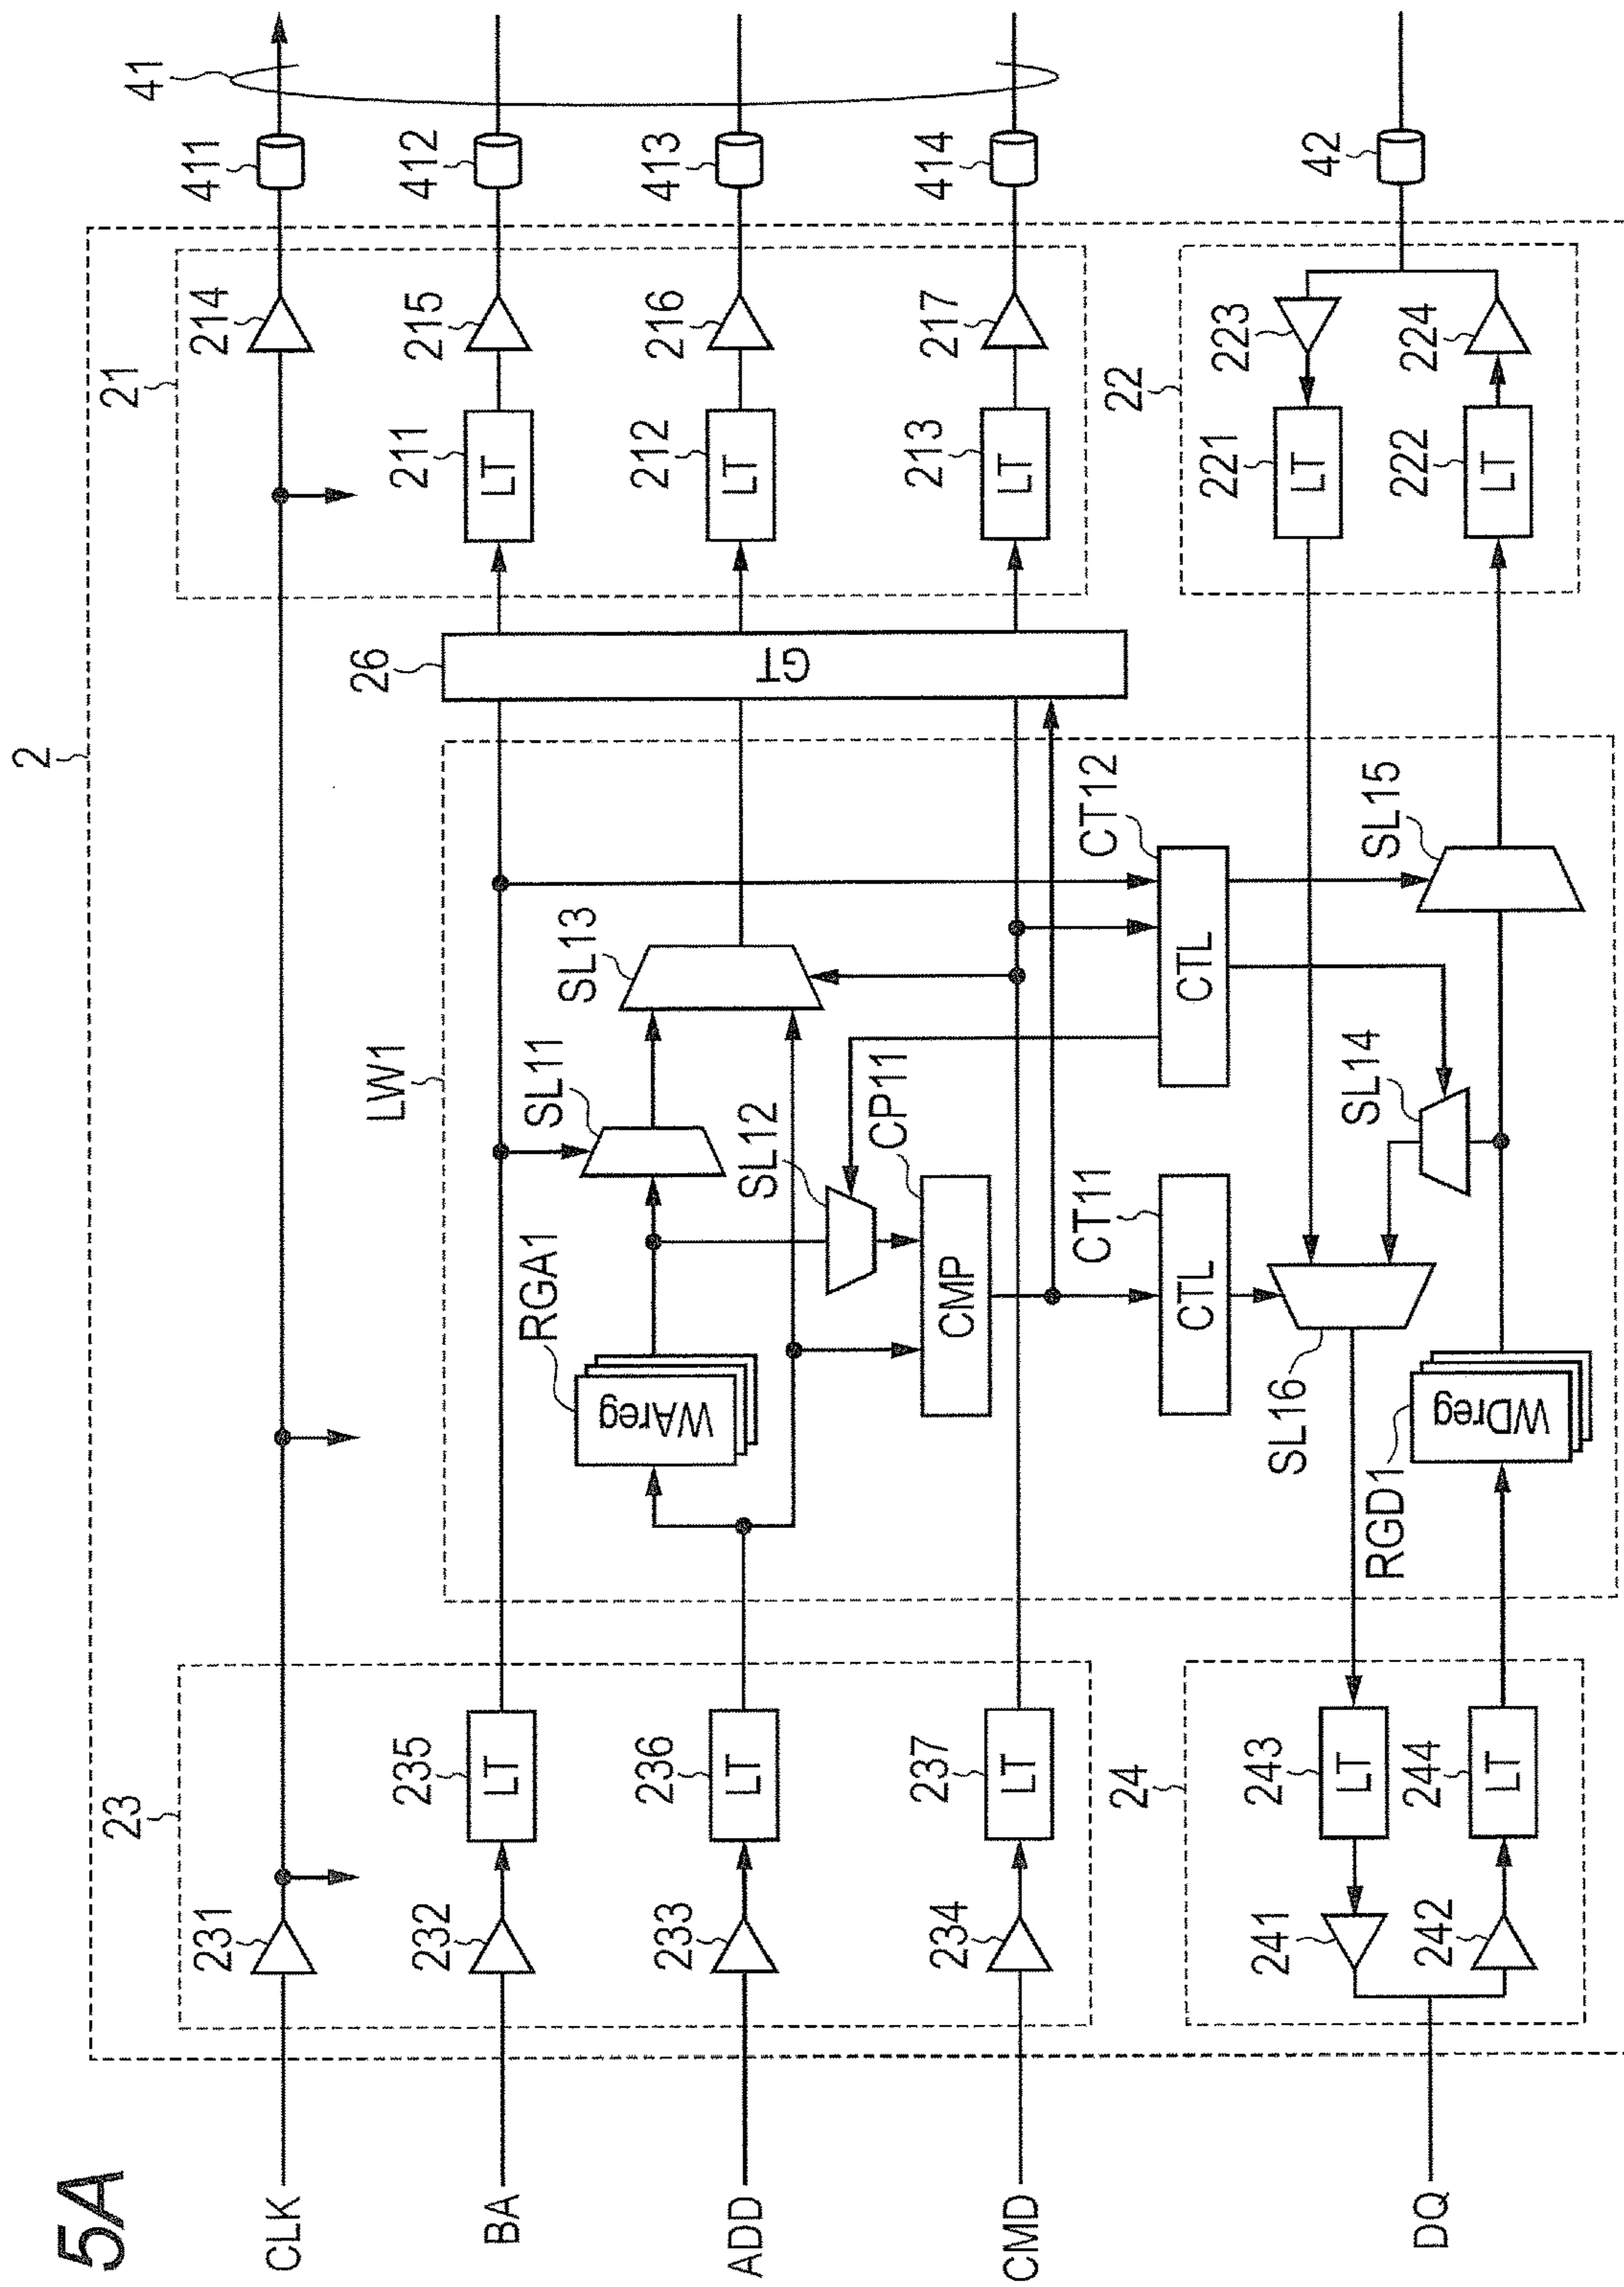 5A
2
41
411
412
413
414
42
21
214
215
216
217
211
LT
212
LT
213
LT
22
223
224
221
LT
222
LT
26
GT
LW1
SL13
CT12
CTL
SL15
SL11
SL12
CP11
CMP
SL14
RGA1
WAreg
CT11
CTL
SL16
RGD1
WDreg
23
231
232
233
234
235
LT
236
LT
237
LT
24
241
242
243
LT
244
LT
CLK
BA
ADD
CMD
DQ